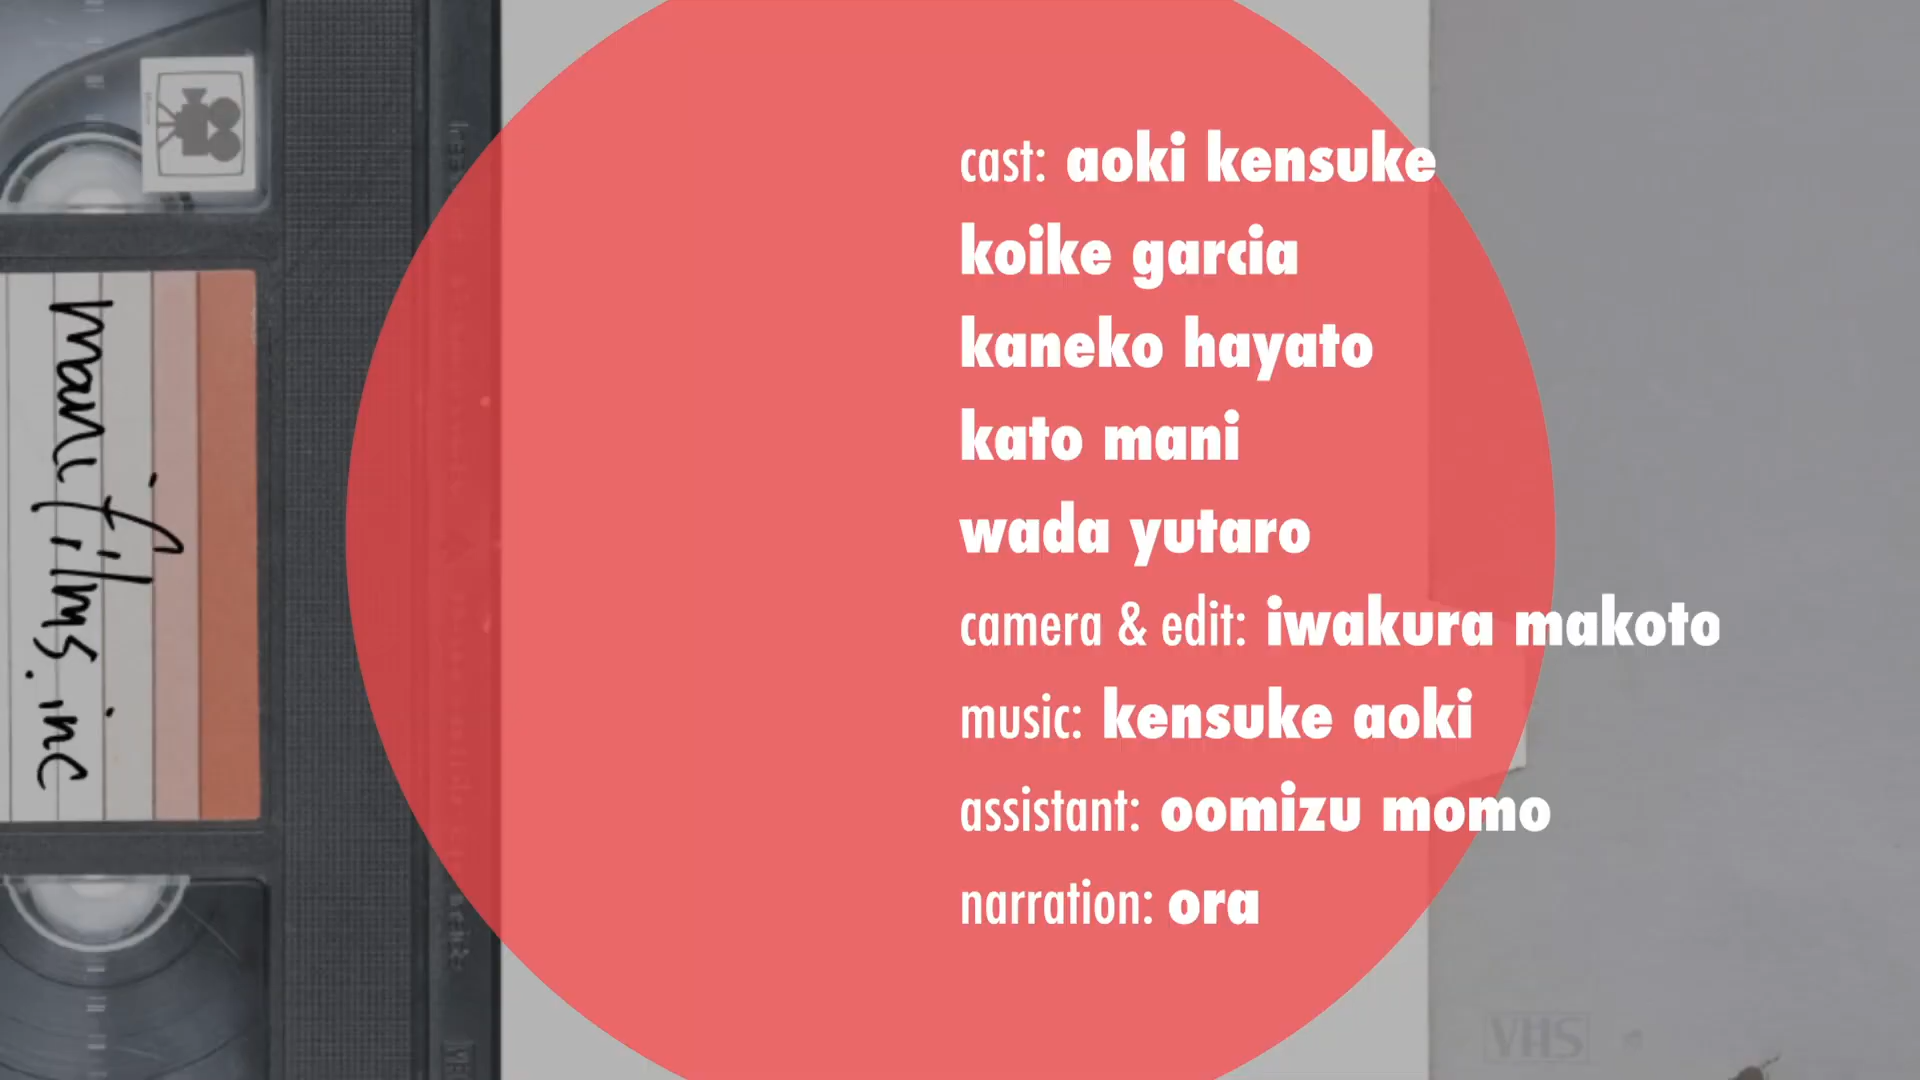 cast: aoki kensuke
koike garcia
kaneko hayato
kato mani
wada yutaro
camera & edit: iwakura makoto
music: kensuke aoki
assistant: oomizu momo
narration: ora
mani films.inc
VHS